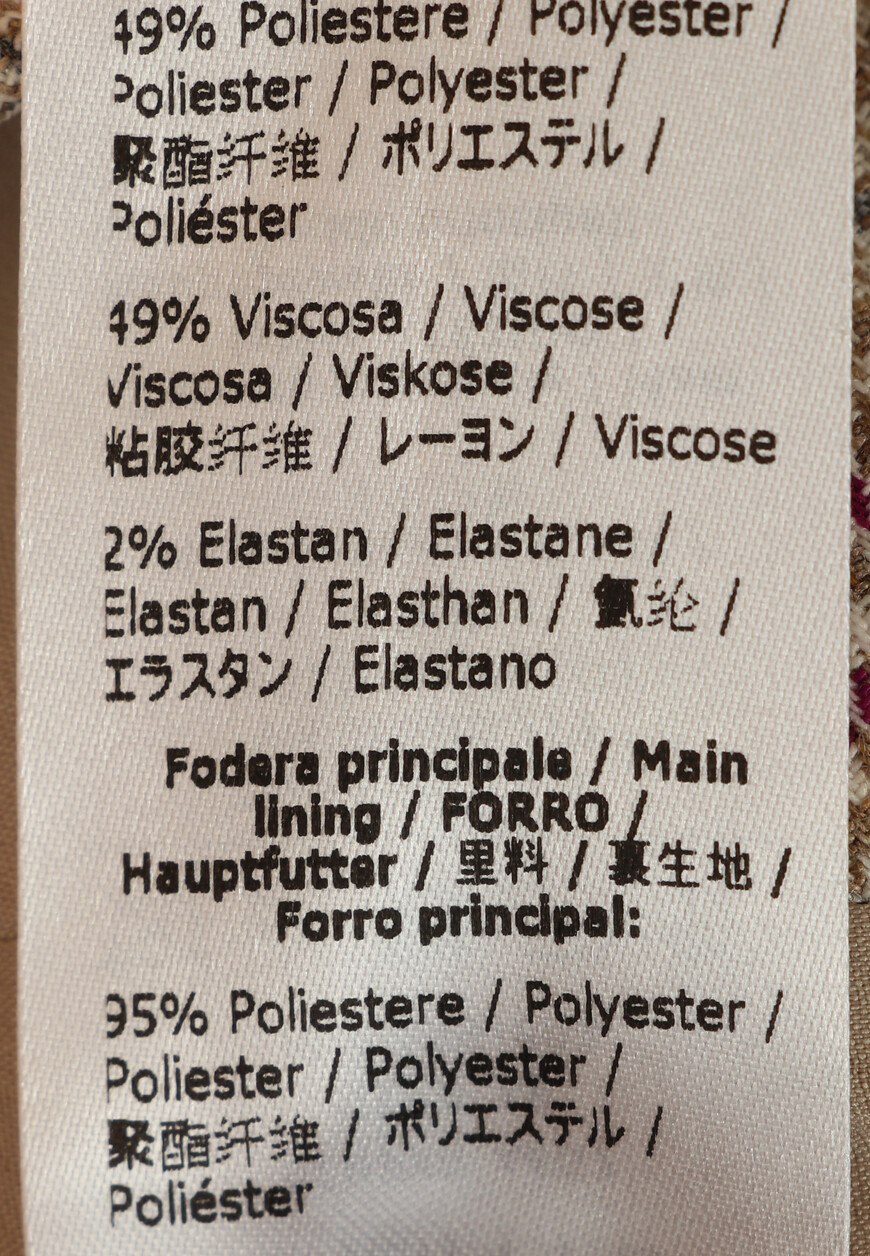 49% Poliestere / Polyester /
Poliester / Polyester /
聚酯纤维 / ポリエステル /
Poliéster
49% Viscosa / Viscose /
Viscosa / Viskose /
粘胶纤维 / レーヨン / Viscose
2% Elastan / Elastane /
Elastan / Elasthan / 氨纶 /
エラスタン / Elastano
Fodera principale / Main
lining / FORRO /
Hauptfutter / 里料 / 裏生地 /
Forro principal:
95% Poliestere / Polyester /
Poliester / Polyester /
聚酯纤维 / ポリエステル /
Poliéster